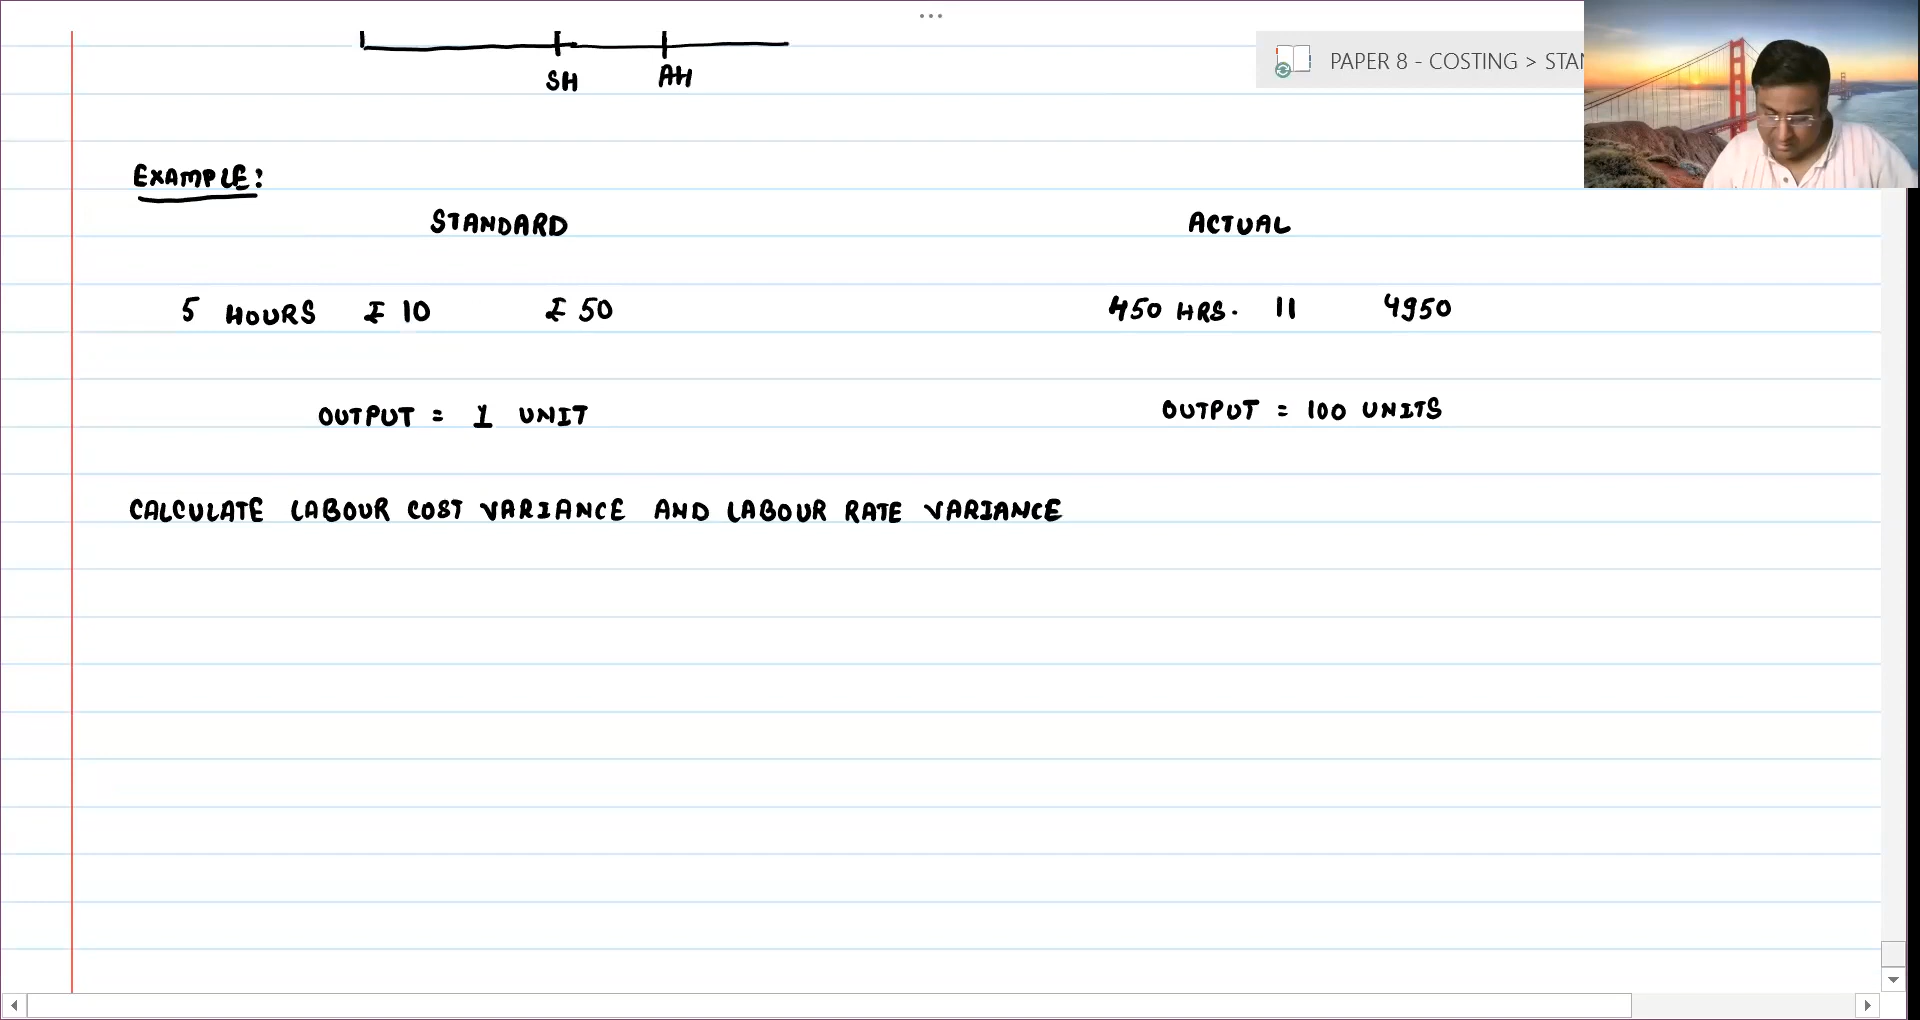 SH AH
PAPER 8 - COSTING > STAN
EXAMPLE:
STANDARD ACTUAL
5 HOURS ₹ 10 ₹ 50 450 HRS. 11 4950
OUTPUT = 1 UNIT OUTPUT = 100 UNITS
CALCULATE LABOUR COST VARIANCE AND LABOUR RATE VARIANCE